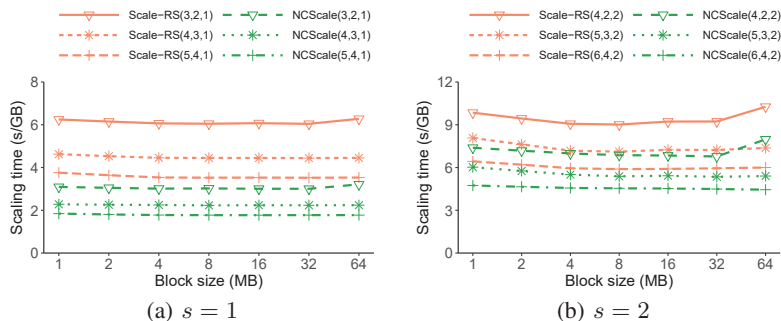 Scale−RS(3,2,1) NCScale(3,2,1)
Scale−RS(4,3,1) NCScale(4,3,1)
Scale−RS(5,4,1) NCScale(5,4,1)
Scaling time (s/GB)
8
6
4
2
0
1 2 4 8 16 32 64
Block size (MB)
(a) s = 1
Scale−RS(4,2,2) NCScale(4,2,2)
Scale−RS(5,3,2) NCScale(5,3,2)
Scale−RS(6,4,2) NCScale(6,4,2)
Scaling time (s/GB)
12
9
6
3
0
1 2 4 8 16 32 64
Block size (MB)
(b) s = 2